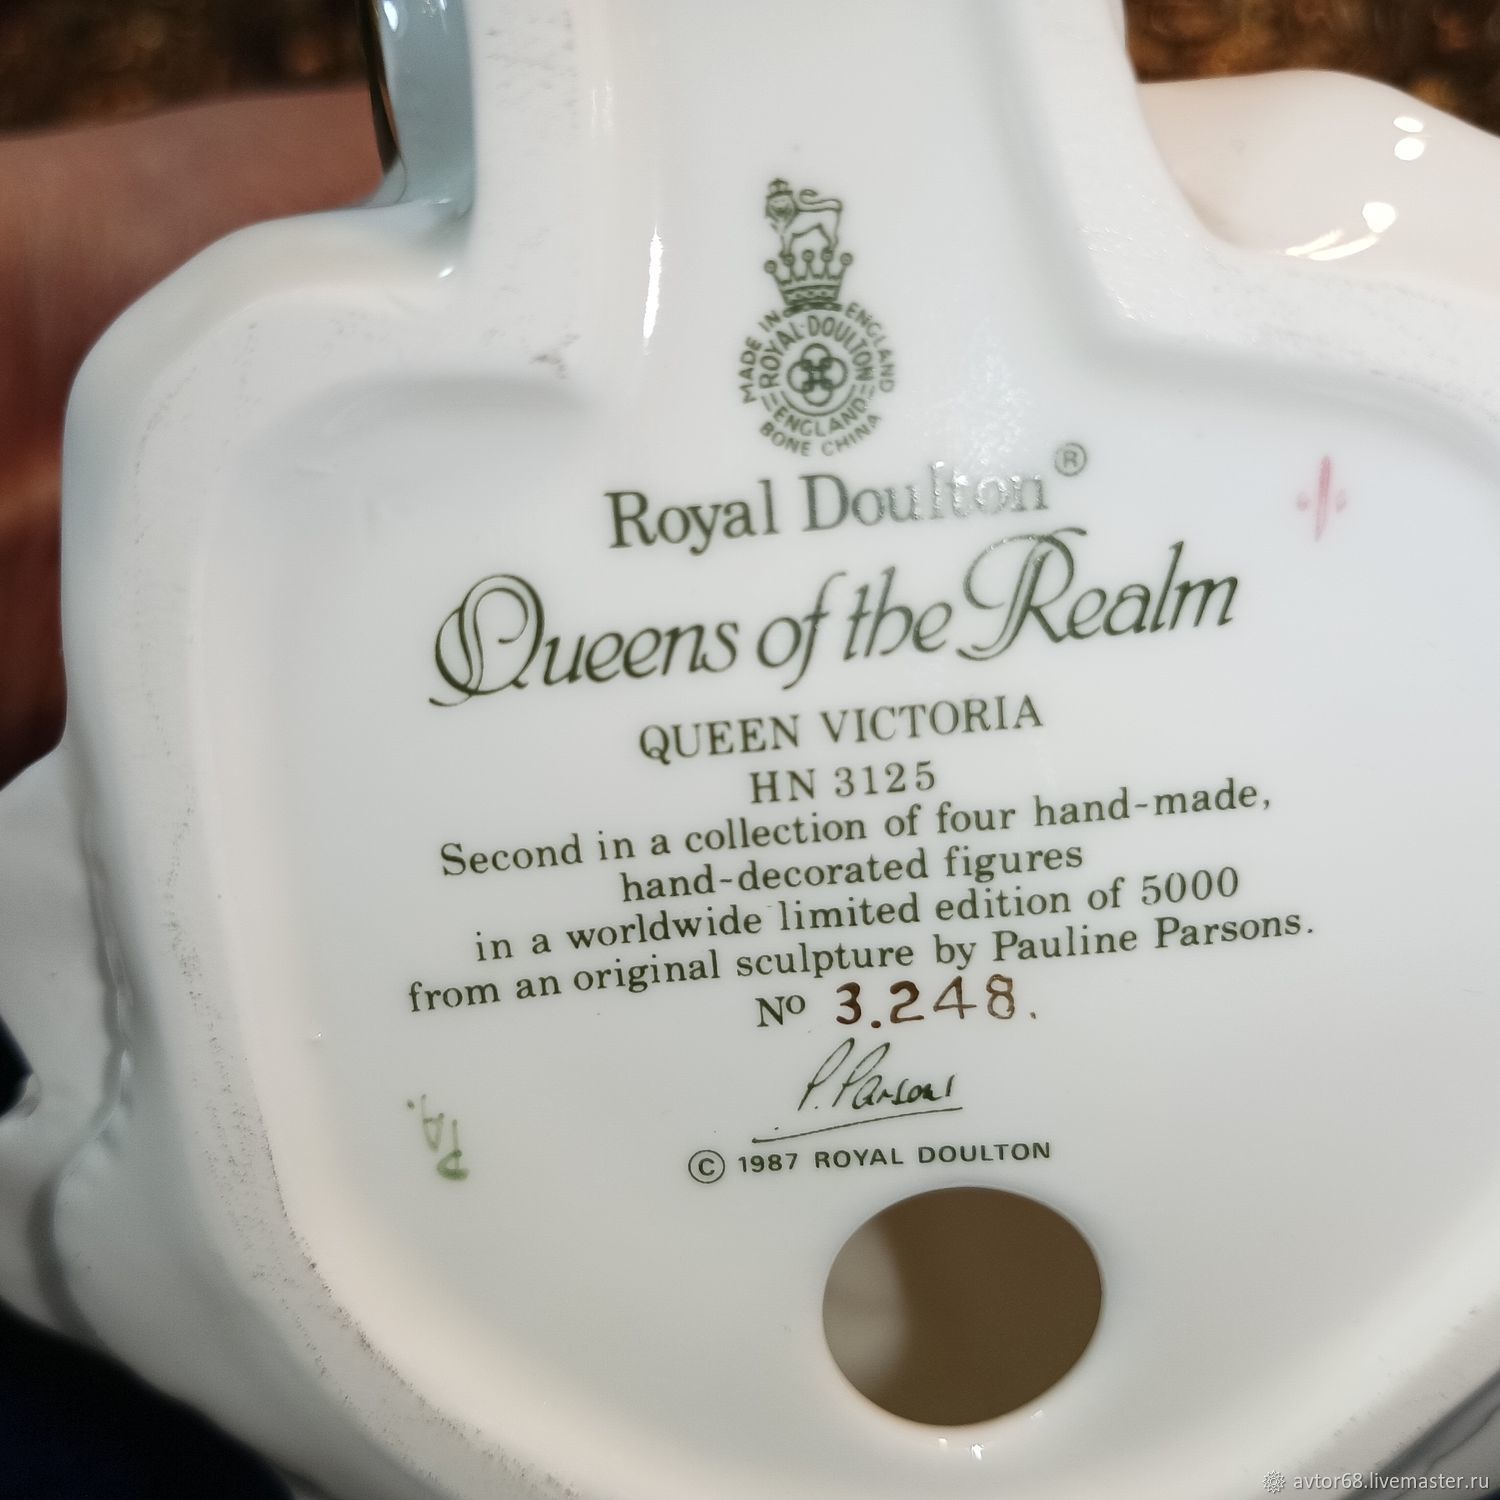 MADE IN ENGLAND
ROYAL·DOULTON
=ENGLAND=
BONE CHINA
Royal Doulton®
Queens of the Realm
QUEEN VICTORIA
HN 3125
Second in a collection of four hand-made,
hand-decorated figures
in a worldwide limited edition of 5000
from an original sculpture by Pauline Parsons.
No 3.248.
P. Parsons
PA.
© 1987 ROYAL DOULTON
avtor68.livemaster.ru